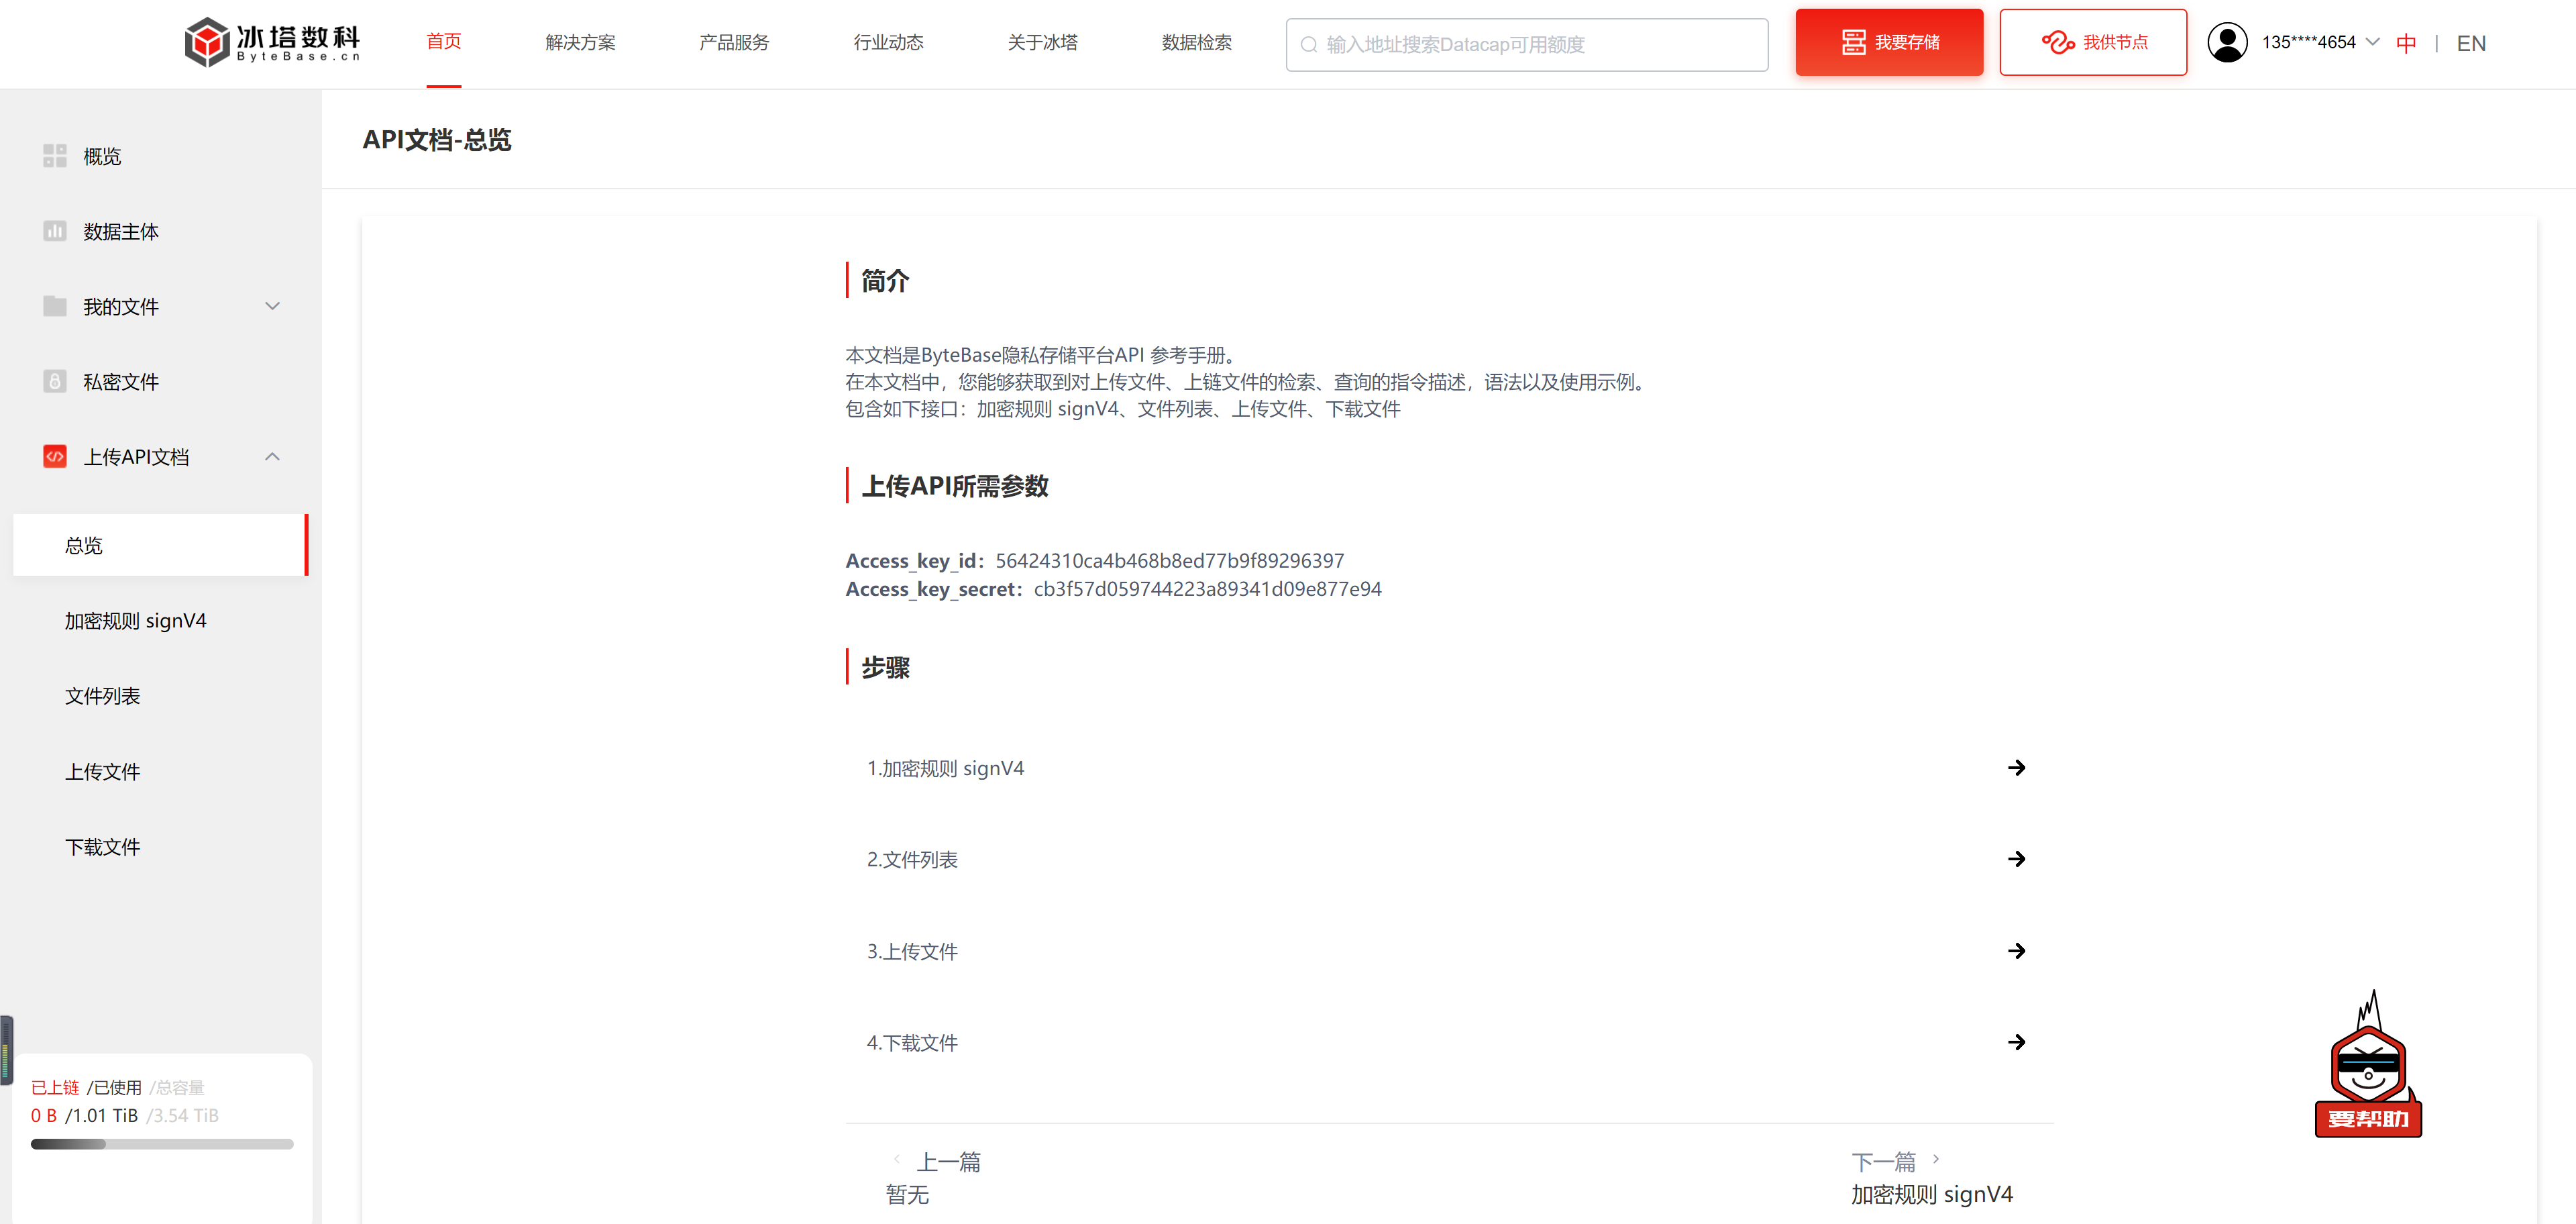 冰塔数科
ByteBase.cn
首页
解决方案
产品服务
行业动态
关于冰塔
数据检索
输入地址搜索Datacap可用额度
我要存储
我供节点
135****4654
中 | EN
概览
数据主体
我的文件
私密文件
上传API文档
总览
加密规则 signV4
文件列表
上传文件
下载文件
已上链 /已使用 /总容量
0 B /1.01 TiB /3.54 TiB
API文档-总览
简介
本文档是ByteBase隐私存储平台API 参考手册。
在本文档中，您能够获取到对上传文件、上链文件的检索、查询的指令描述，语法以及使用示例。
包含如下接口：加密规则 signV4、文件列表、上传文件、下载文件
上传API所需参数
Access_key_id：56424310ca4b468b8ed77b9f89296397
Access_key_secret：cb3f57d059744223a89341d09e877e94
步骤
1.加密规则 signV4
2.文件列表
3.上传文件
4.下载文件
上一篇
暂无
下一篇
加密规则 signV4
要帮助